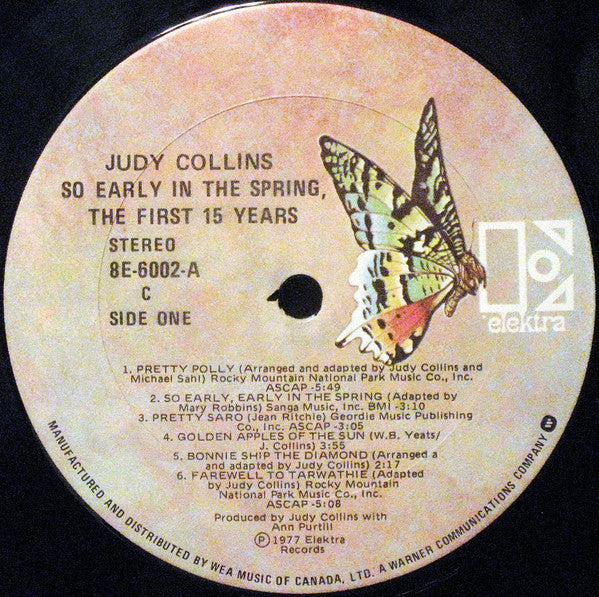 JUDY COLLINS
SO EARLY IN THE SPRING,
THE FIRST 15 YEARS
STEREO
8E-6002-A
C
SIDE ONE
elektra
1. PRETTY POLLY (Arranged and adapted by Judy Collins and
Michael Sahl) Rocky Mountain National Park Music Co., Inc.
ASCAP -5:49
2. SO EARLY, EARLY IN THE SPRING (Adapted by
Mary Robbins) Sanga Music, Inc. BMI -3:10
3. PRETTY SARO (Jean Ritchie) Geordie Music Publishing
Co., Inc. ASCAP -3:05
4. GOLDEN APPLES OF THE SUN (W.B. Yeats/
J. Collins) 3:55
5. BONNIE SHIP THE DIAMOND (Arranged a
and adapted by Judy Collins) 2:17
6. FAREWELL TO TARWATHIE (Adapted
by Judy Collins) Rocky Mountain
National Park Music Co., Inc.
ASCAP -5:08
Produced by Judy Collins with
Ann Purtill
Ⓟ 1977 Elektra
Records
MANUFACTURED AND DISTRIBUTED BY WEA MUSIC OF CANADA, LTD. A WARNER COMMUNICATIONS COMPANY